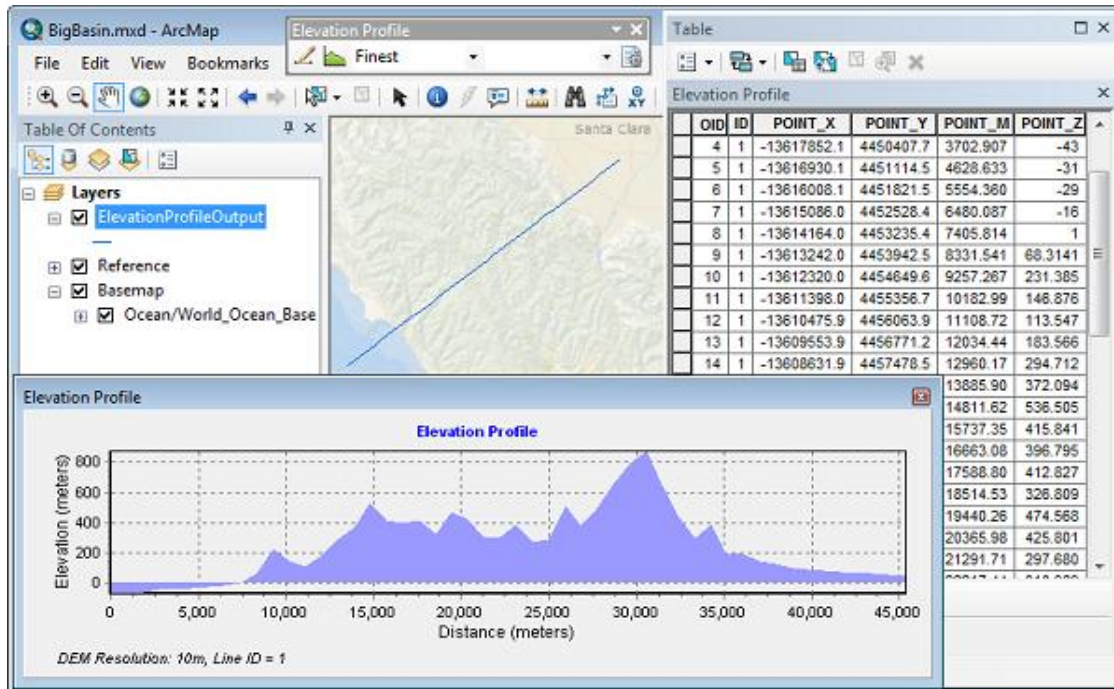 BigBasin.mxd - ArcMap
Elevation Profile
File Edit View Bookmarks
Finest
Table Of Contents
Layers
ElevationProfileOutput
Reference
Basemap
Ocean/World_Ocean_Base
Santa Clara
Table
Elevation Profile
OID ID POINT_X POINT_Y POINT_M POINT_Z
4 1 -13617852.1 4450407.7 3702.907 -43
5 1 -13616930.1 4451114.5 4628.633 -31
6 1 -13616008.1 4451821.5 5554.360 -29
7 1 -13615086.0 4452528.4 6480.087 -16
8 1 -13614164.0 4453235.4 7405.814 1
9 1 -13613242.0 4453942.5 8331.541 68.3141
10 1 -13612320.0 4454649.6 9257.267 231.385
11 1 -13611398.0 4455356.7 10182.99 146.876
12 1 -13610475.9 4456063.9 11108.72 113.547
13 1 -13609553.9 4456771.2 12034.44 183.566
14 1 -13608631.9 4457478.5 12960.17 294.712
13885.90 372.094
14811.62 536.505
15737.35 415.841
16663.08 396.795
17588.80 412.827
18514.53 326.809
19440.26 474.568
20365.98 425.801
21291.71 297.680
Elevation Profile
Elevation Profile
Elevation (meters)
800
600
400
200
0
0 5,000 10,000 15,000 20,000 25,000 30,000 35,000 40,000 45,000
Distance (meters)
DEM Resolution: 10m, Line ID = 1